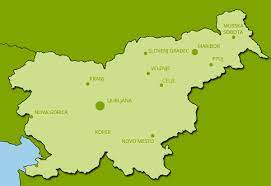 MURSKA
SOBOTA
MARIBOR
SLOVENJ GRADEC
PTUJ
VELENJE
KRANJ
CELJE
LJUBLJANA
NOVA GORICA
KOPER
NOVO MESTO